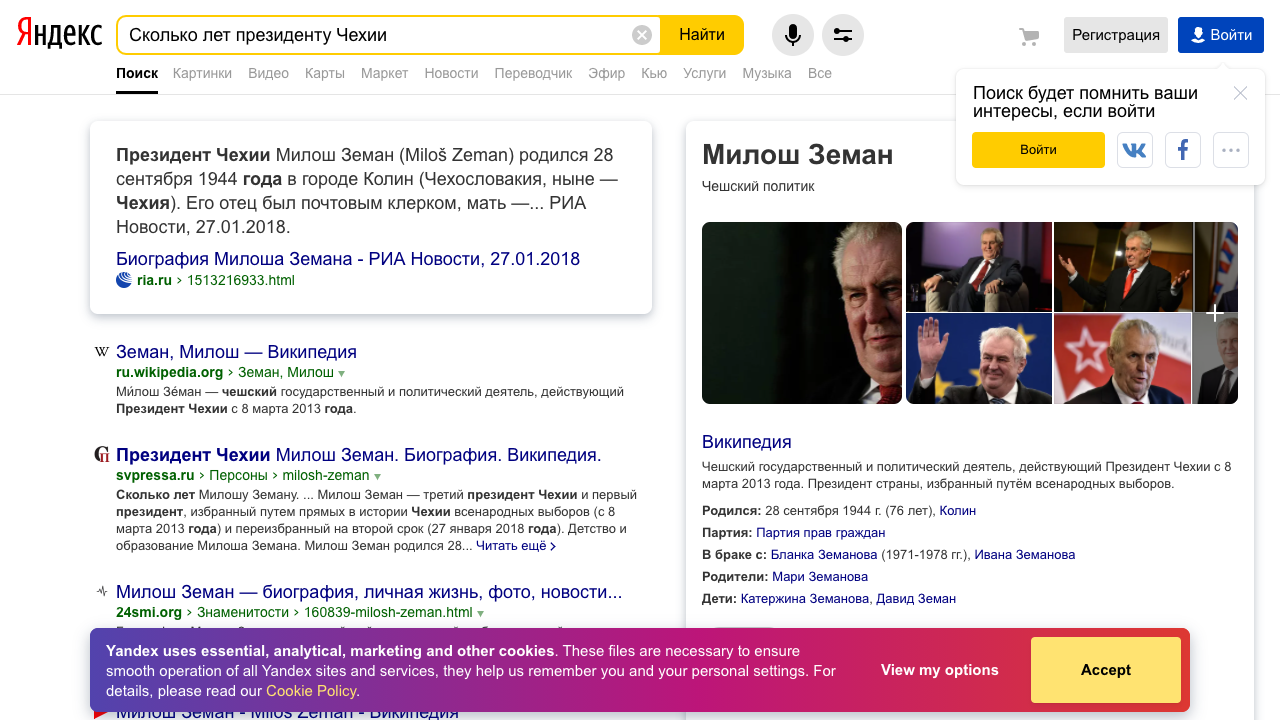 Яндекс
Сколько лет президенту Чехии
Найти
Регистрация
Войти
Поиск Картинки Видео Карты Маркет Новости Переводчик Эфир Кью Услуги Музыка Все
Поиск будет помнить ваши
интересы, если войти
Войти
Президент Чехии Милош Земан (Miloš Zeman) родился 28
сентября 1944 года в городе Колин (Чехословакия, ныне —
Чехия). Его отец был почтовым клерком, мать —... РИА
Новости, 27.01.2018.
Биография Милоша Земана - РИА Новости, 27.01.2018
ria.ru › 1513216933.html
Земан, Милош — Википедия
ru.wikipedia.org › Земан, Милош
Ми́лош Зе́ман — чешский государственный и политический деятель, действующий
Президент Чехии с 8 марта 2013 года.
Президент Чехии Милош Земан. Биография. Википедия.
svpressa.ru › Персоны › milosh-zeman
Сколько лет Милошу Земану. ... Милош Земан — третий президент Чехии и первый
президент, избранный путем прямых в истории Чехии всенародных выборов (с 8
марта 2013 года) и переизбранный на второй срок (27 января 2018 года). Детство и
образование Милоша Земана. Милош Земан родился 28... Читать ещё ›
Милош Земан — биография, личная жизнь, фото, новости...
24smi.org › Знаменитости › 160839-milosh-zeman.html
Милош Земан
Чешский политик
Википедия
Чешский государственный и политический деятель, действующий Президент Чехии с 8
марта 2013 года. Президент страны, избранный путём всенародных выборов.
Родился: 28 сентября 1944 г. (76 лет), Колин
Партия: Партия прав граждан
В браке с: Бланка Земанова (1971-1978 гг.), Ивана Земанова
Родители: Мари Земанова
Дети: Катержина Земанова, Давид Земан
Yandex uses essential, analytical, marketing and other cookies. These files are necessary to ensure
smooth operation of all Yandex sites and services, they help us remember you and your personal settings. For
details, please read our Cookie Policy.
View my options
Accept
Милош Земан - Miloš Zeman - Википедия